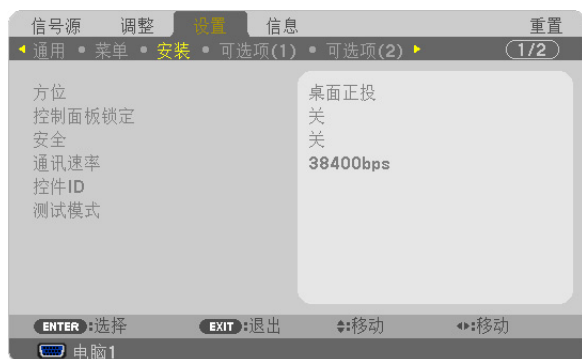 信号源 调整 设置 信息 重置
通用 • 菜单 • 安装 • 可选项(1) • 可选项(2) 1/2
方位 桌面正投
控制面板锁定 关
安全 关
通讯速率 38400bps
控件ID
测试模式
ENTER:选择 EXIT:退出 :移动 :移动
电脑1